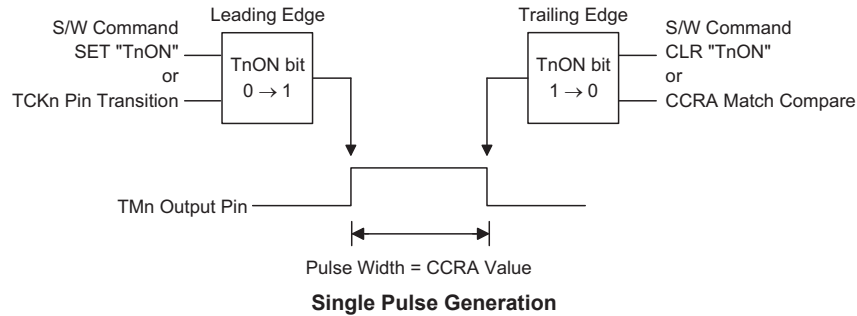 Leading Edge
S/W Command
SET "TnON"
or
TCKn Pin Transition
TnON bit
0 → 1
Trailing Edge
TnON bit
1 → 0
S/W Command
CLR "TnON"
or
CCRA Match Compare
TMn Output Pin
Pulse Width = CCRA Value
Single Pulse Generation